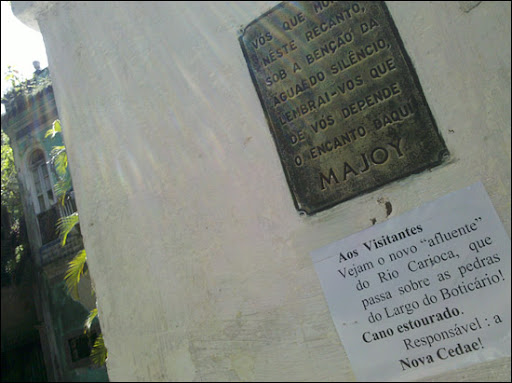 VÓS QUE
NESTE RECANTO,
SOB A BENÇÃO DA
AGUA E DO SILÊNCIO,
LEMBRAI-VOS QUE
DE VÓS DEPENDE
O ENCANTO DAQUI
MAJOY
Aos Visitantes
Vejam o novo “afluente”
do Rio Carioca, que
passa sobre as pedras
do Largo do Boticário!
Cano estourado.
Responsável : a
Nova Cedae!